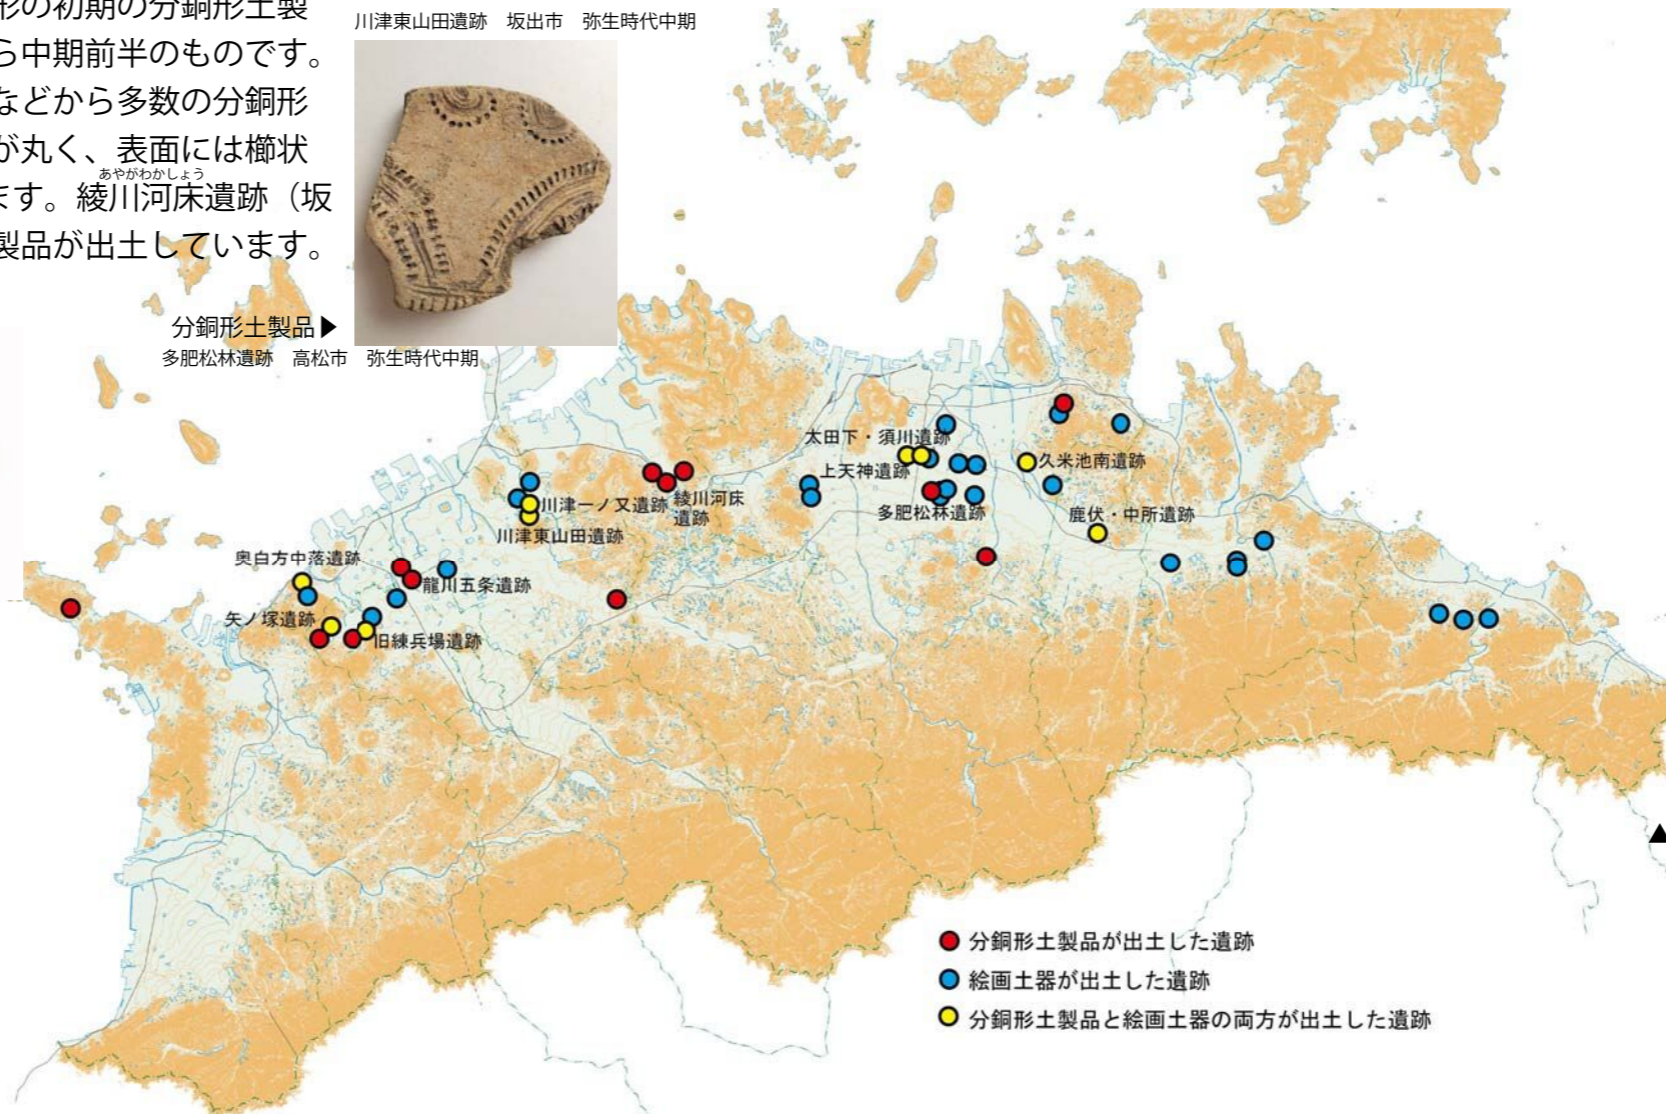 形の初期の分銅形土製
ら中期前半のものです。
などから多数の分銅形
が丸く、表面には櫛状
ます。綾川河床遺跡（坂
あやがわかしょう
製品が出土しています。
川津東山田遺跡　坂出市　弥生時代中期
分銅形土製品▶
多肥松林遺跡　高松市　弥生時代中期
太田下・須川遺跡
上天神遺跡
久米池南遺跡
多肥松林遺跡
鹿伏・中所遺跡
川津一ノ又遺跡
綾川河床
遺跡
川津東山田遺跡
奥白方中落遺跡
龍川五条遺跡
矢ノ塚遺跡
旧練兵場遺跡
分銅形土製品が出土した遺跡
絵画土器が出土した遺跡
分銅形土製品と絵画土器の両方が出土した遺跡
▲